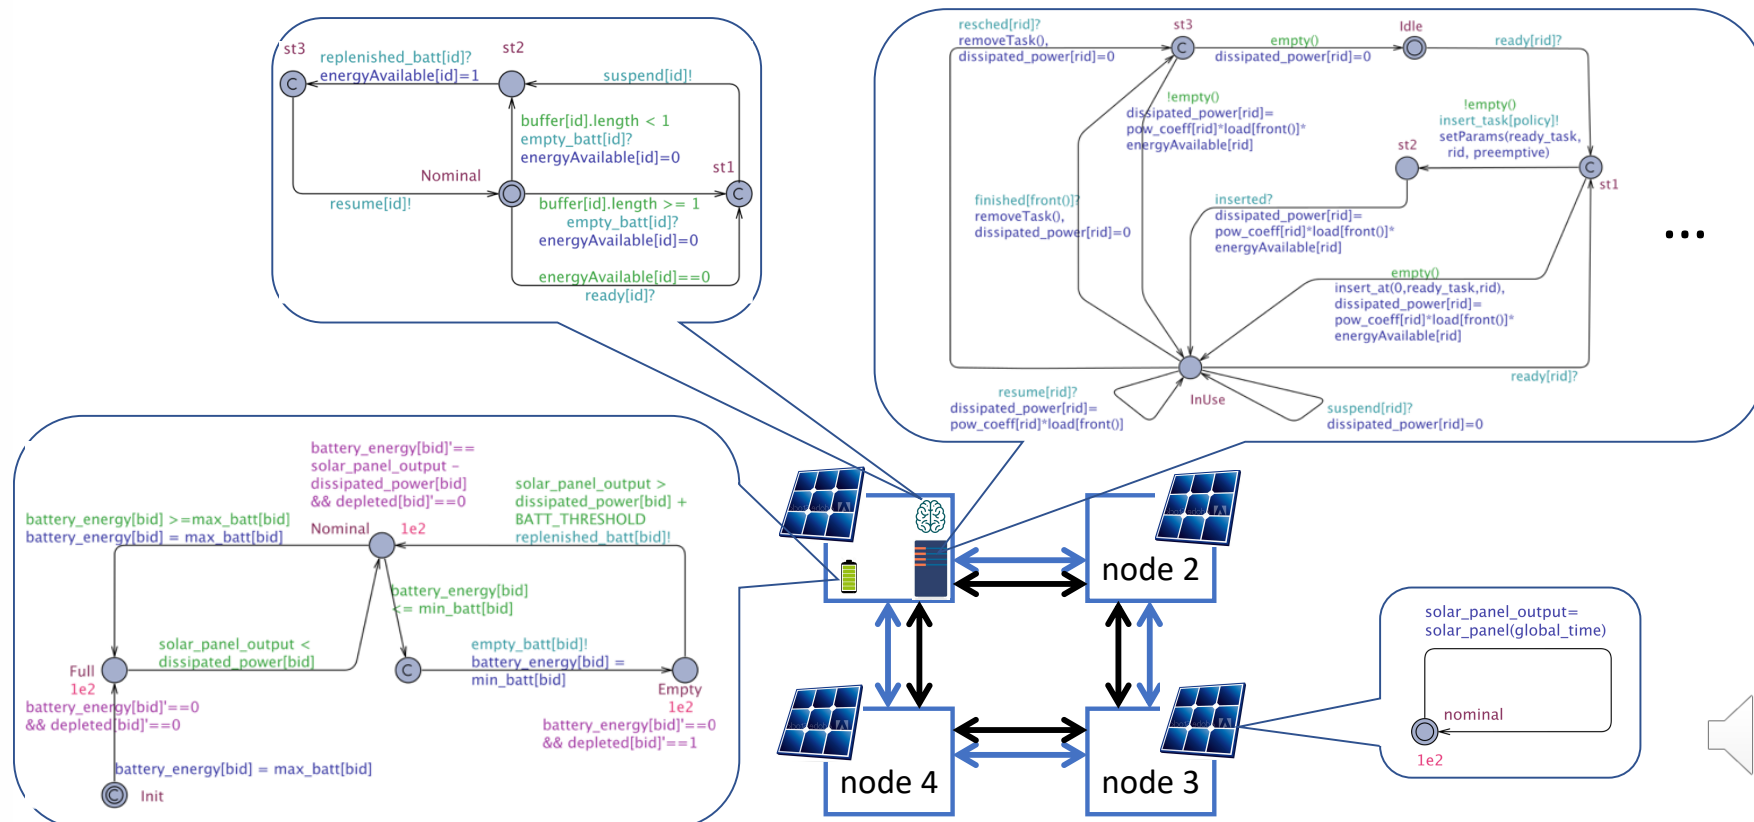 st3
st2
replenished_batt[id]?
energyAvailable[id]=1
suspend[id]!
buffer[id].length < 1
empty_batt[id]?
energyAvailable[id]=0
st1
C
C
Nominal
resume[id]!
buffer[id].length >= 1
empty_batt[id]?
energyAvailable[id]=0
energyAvailable[id]==0
ready[id]?
resched[rid]?
removeTask(),
dissipated_power[rid]=0
st3
C
empty()
dissipated_power[rid]=0
Idle
ready[rid]?
!empty()
dissipated_power[rid]=
pow_coeff[rid]*load[front()]*
energyAvailable[rid]
!empty()
insert_task[policy]!
setParams(ready_task,
rid, preemptive)
st2
C
st1
finished[front()]?
removeTask(),
dissipated_power[rid]=0
inserted?
dissipated_power[rid]=
pow_coeff[rid]*load[front()]*
energyAvailable[rid]
empty()
insert_at(0,ready_task,rid),
dissipated_power[rid]=
pow_coeff[rid]*load[front()]*
energyAvailable[rid]
ready[rid]?
resume[rid]?
dissipated_power[rid]=
pow_coeff[rid]*load[front()]
InUse
suspend[rid]?
dissipated_power[rid]=0
...
battery_energy[bid]'==
solar_panel_output −
dissipated_power[bid]
&& depleted[bid]'==0
Nominal
1e2
solar_panel_output >
dissipated_power[bid] +
BATT_THRESHOLD
replenished_batt[bid]!
battery_energy[bid] >=max_batt[bid]
battery_energy[bid] = max_batt[bid]
battery_energy[bid]
<= min_batt[bid]
solar_panel_output <
dissipated_power[bid]
C
empty_batt[bid]!
battery_energy[bid] =
min_batt[bid]
Full
1e2
battery_energy[bid]'==0
&& depleted[bid]'==0
Empty
1e2
battery_energy[bid]'==0
&& depleted[bid]'==1
battery_energy[bid] = max_batt[bid]
C
Init
node 2
node 4
node 3
solar_panel_output=
solar_panel(global_time)
nominal
1e2